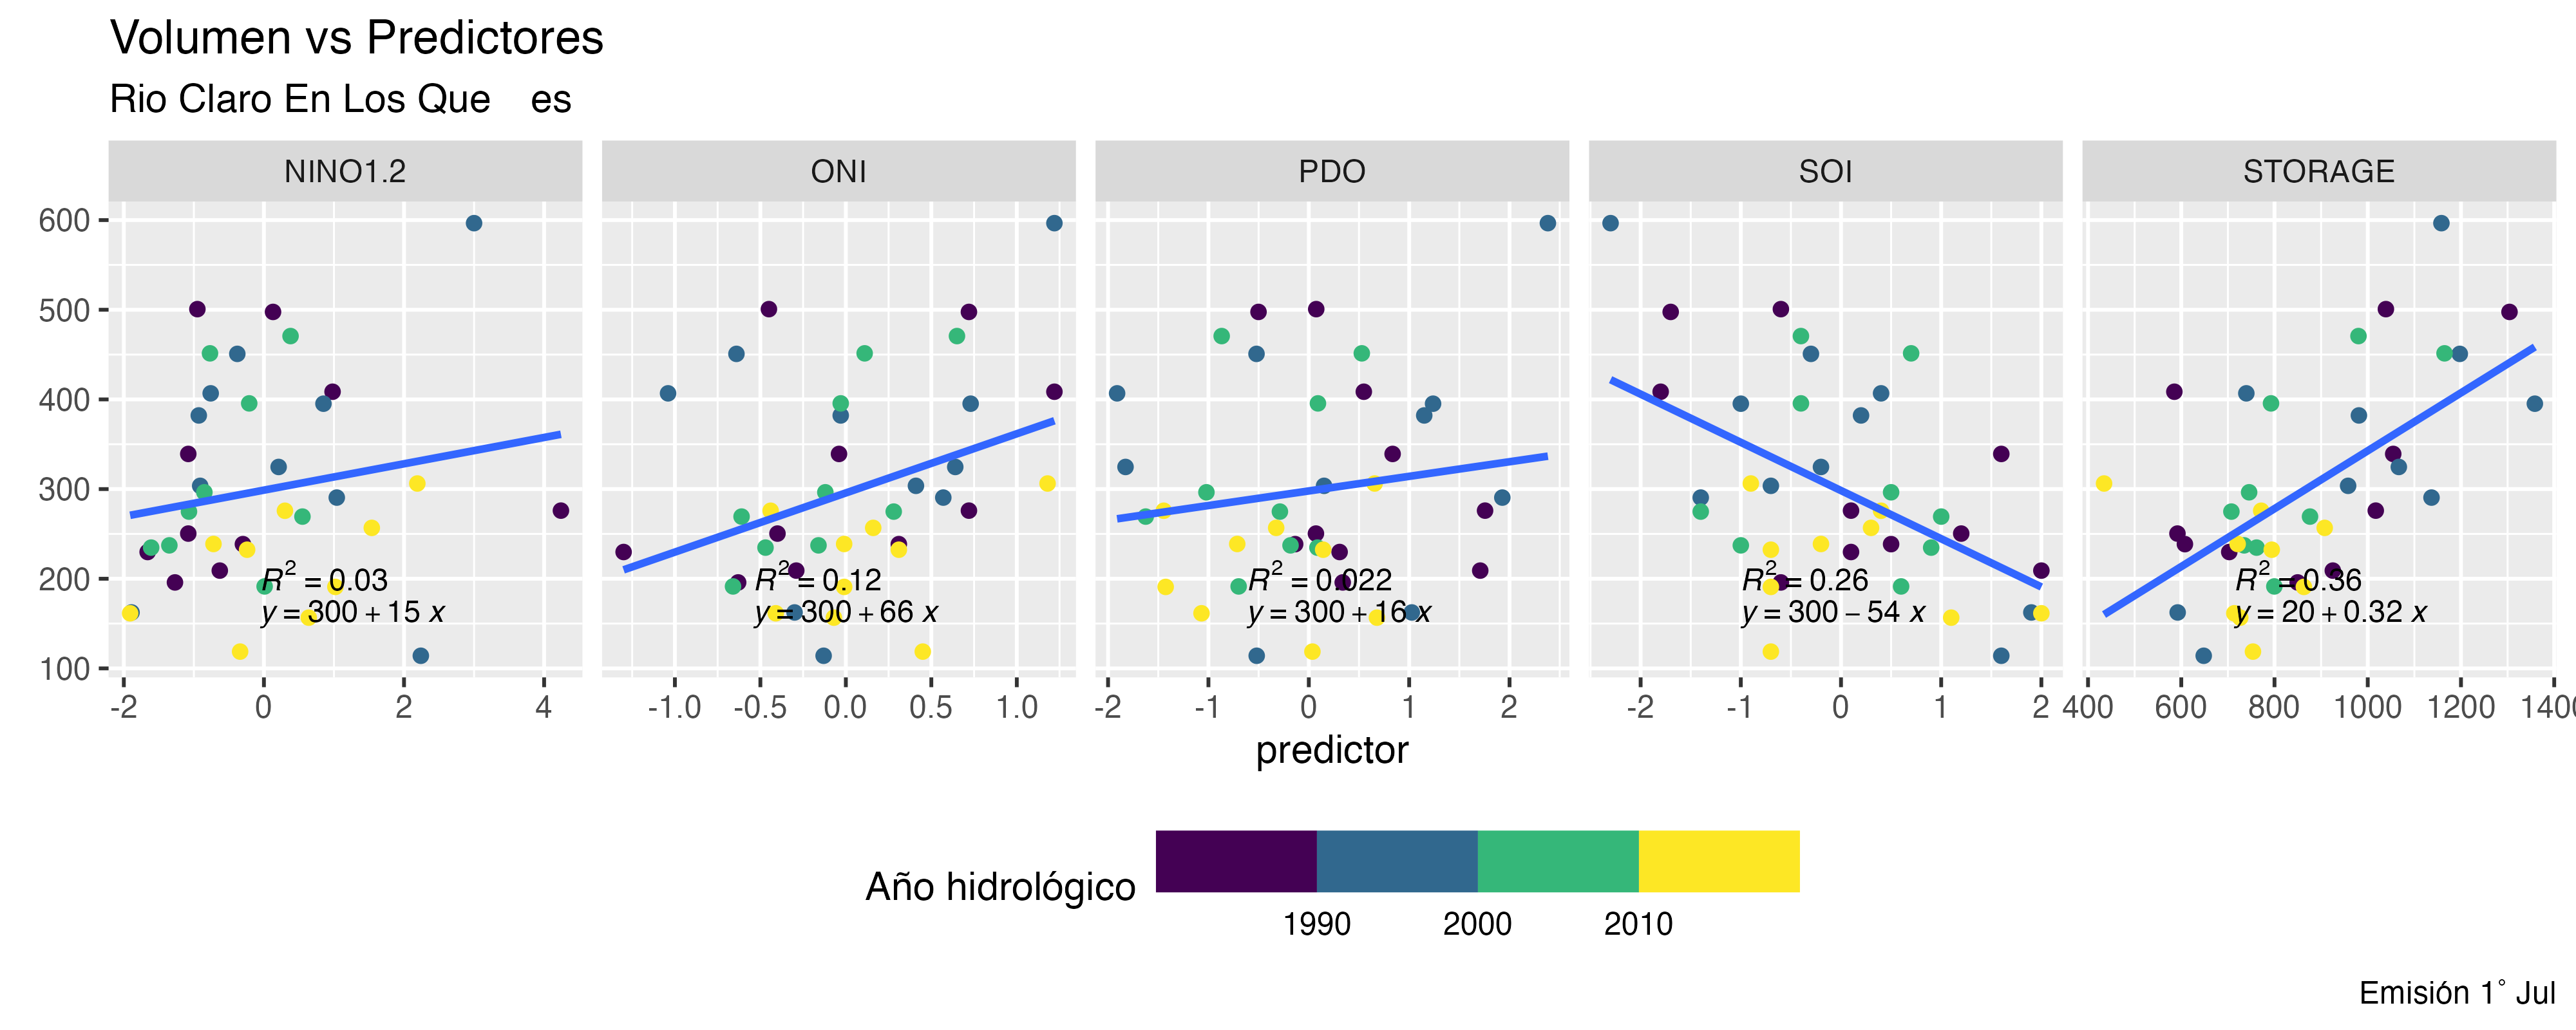 Volumen vs Predictores
Rio Claro En Los Que    es
NINO1.2 ONI PDO SOI STORAGE
600
500
400
300
200
100
R² = 0.03
y = 300 + 15 x
R² = 0.12
y = 300 + 66 x
R² = 0.022
y = 300 + 16 x
R² = 0.26
y = 300 − 54 x
R² = 0.36
y = 20 + 0.32 x
-2 0 2 4 -1.0 -0.5 0.0 0.5 1.0 -2 -1 0 1 2 -2 -1 0 1 2 400 600 800 1000 1200 1400
predictor
Año hidrológico
1990 2000 2010
Emisión 1° Jul